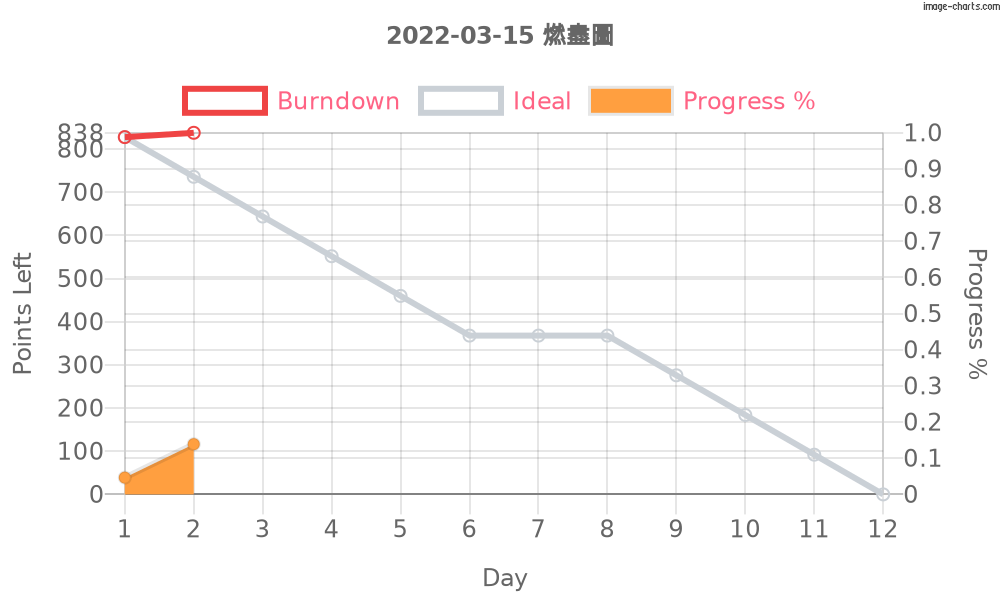 image-charts.com
2022-03-15 燃盡圖
Burndown Ideal Progress %
838 1.0
800 0.9
700 0.8
600 0.7
500 0.6
400 0.5
300 0.4
200 0.3
100 0.2
0 0.1
0
Points Left
Progress %
1 2 3 4 5 6 7 8 9 10 11 12
Day